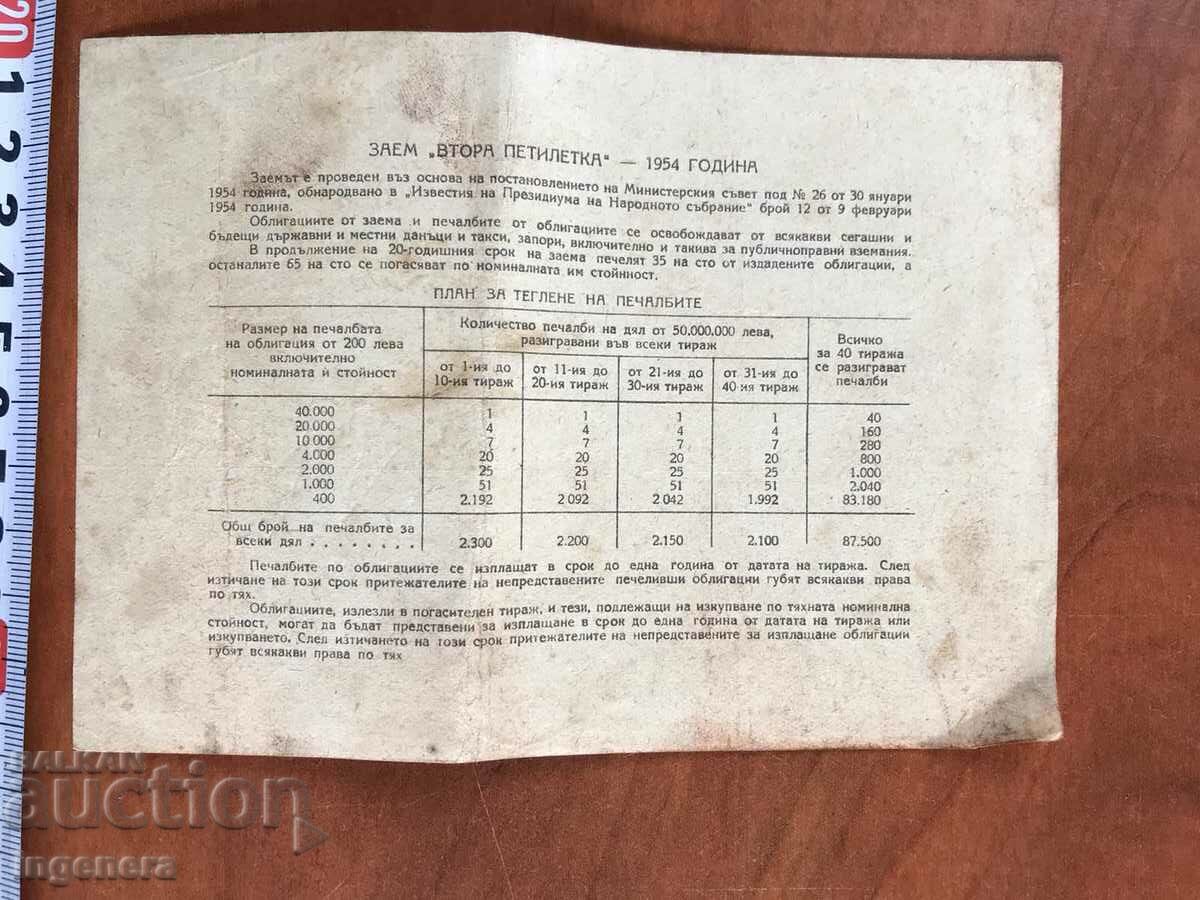 ЗАЕМ „ВТОРА ПЕТИЛЕТКА“ — 1954 ГОДИНА
Заемът е проведен въз основа на постановлението на Министерския съвет под № 26 от 30 януари
1954 година, обнародвано в „Известия на Президиума на Народното събрание“ брой 12 от 9 февруари
1954 година.
Облигациите от заема и печалбите от облигациите се освобождават от всякакви сегашни и
бъдещи държавни и местни данъци и такси, запори, включително и такива за публичноправни вземания.
В продължение на 20-годишния срок на заема печелят 35 на сто от издадените облигации, а
останалите 65 на сто се погасяват по номиналната им стойнност.
ПЛАН ЗА ТЕГЛЕНЕ НА ПЕЧАЛБИТЕ
Размер на печалбата
на облигация от 200 лева
включително
номиналната ѝ стойност
Количество печалби на дял от 50,000,000 лева,
разигравани във всеки тираж
Всичко
за 40 тиража
се разиграват
печалби
от 1-ия до
10-ия тираж
от 11-ия до
20-ия тираж
от 21-ия до
30-ия тираж
от 31-ия до
40-ия тираж
40.000 1 1 1 1 40
20.000 4 4 4 4 160
10 000 7 7 7 7 280
4.000 20 20 20 20 800
2.000 25 25 25 25 1.000
1.000 51 51 51 51 2.040
400 2.192 2 092 2 042 1.992 83.180
Общ брой на печалбите за
всеки дял . . . . . . . . 2.300 2.200 2.150 2.100 87.500
Печалбите по облигациите се изплащат в срок до една година от датата на тиража. След
изтичане на този срок притежателите на непредставените печеливши облигации губят всякакви права
по тях.
Облигациите, излезли в погасителен тираж, и тези, подлежащи на изкупване по тяхната номинална
стойност, могат да бъдат представени за изплащане в срок до една година от датата на тиража или
изкупването. След изтичането на този срок притежателите на непредставените за изплащане облигации
губят всякакви права по тях
20
1
2
3
4
5
6
7
8
BALKAN
auction
ingenera